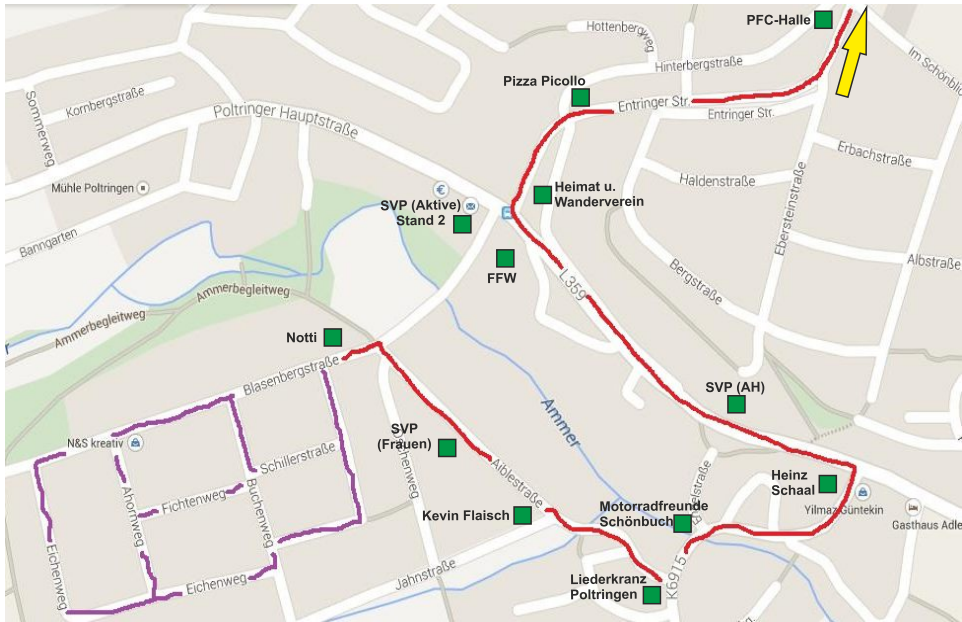 PFC-Halle
Hottenbergweg
Im Schönblic
Hinterbergstraße
Pizza Picollo
Kornbergstraße
Sommerweg
Poltringer Hauptstraße
Entringer Str.
Entringer Str.
Erbachstraße
Haldenstraße
Mühle Poltringen
€
SVP (Aktive)
Stand 2
Heimat u.
Wanderverein
Ebersteinstraße
Banngarten
FFW
L359
Bergstraße
Albstraße
Ammerbegleitweg
Ammerbegleitweg
Notti
Blasenbergstraße
SVP (AH)
Ammer
SVP
(Frauen)
N&S kreativ
Schillerstraße
Aiblestraße
Heinz
Schaal
Ahornweg
Fichtenweg
Buchenweg
Kevin Flaisch
Motorradfreunde
Schönbuch
Yilmaz Güntekin
Gasthaus Adle
Eichenweg
Eichenweg
Jahnstraße
Liederkranz
Poltringen
K6915